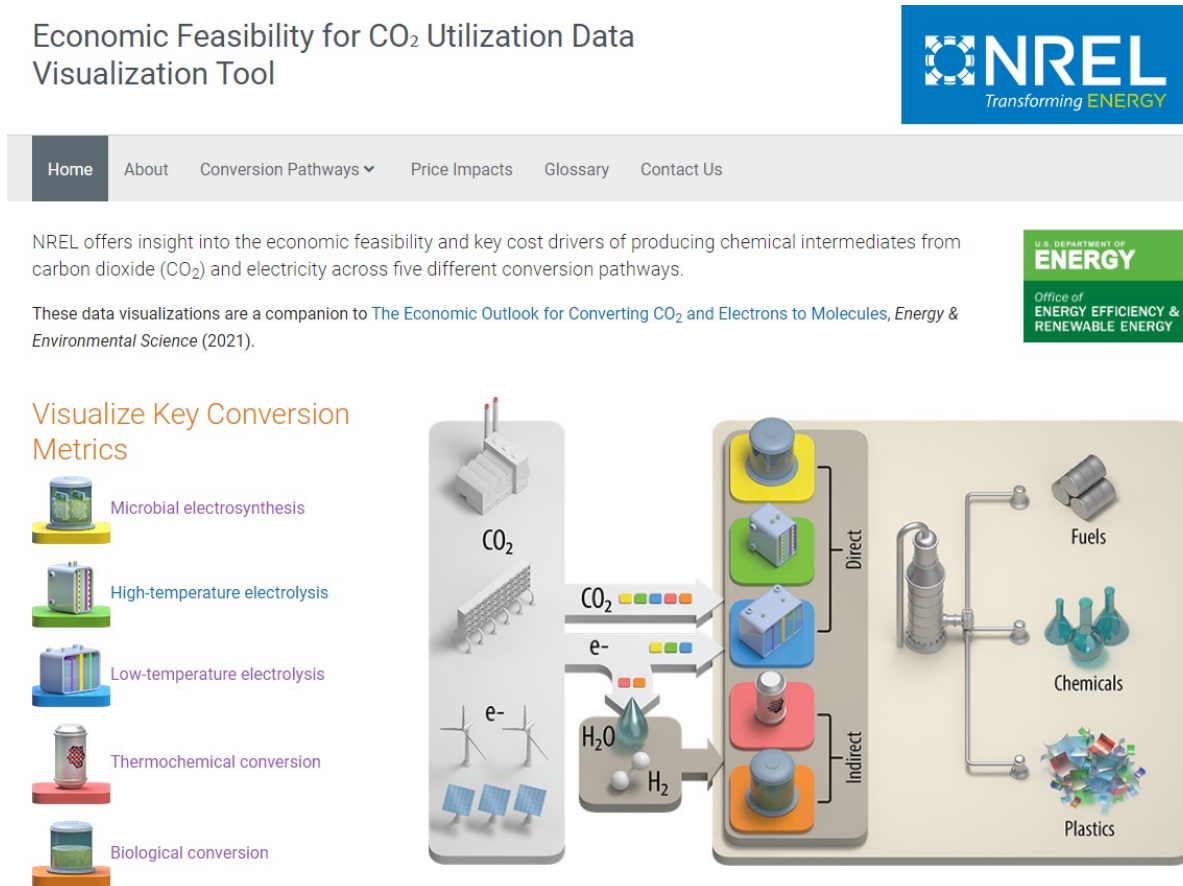 Economic Feasibility for CO₂ Utilization Data
Visualization Tool
NREL
Transforming ENERGY
Home About Conversion Pathways Price Impacts Glossary Contact Us
NREL offers insight into the economic feasibility and key cost drivers of producing chemical intermediates from
carbon dioxide (CO₂) and electricity across five different conversion pathways.
These data visualizations are a companion to The Economic Outlook for Converting CO₂ and Electrons to Molecules, Energy &
Environmental Science (2021).
U.S. DEPARTMENT OF
ENERGY
Office of
ENERGY EFFICIENCY &
RENEWABLE ENERGY
Visualize Key Conversion
Metrics
Microbial electrosynthesis
High-temperature electrolysis
Low-temperature electrolysis
Thermochemical conversion
Biological conversion
CO₂
e-
CO₂
e-
H₂O
H₂
Direct
Indirect
Fuels
Chemicals
Plastics